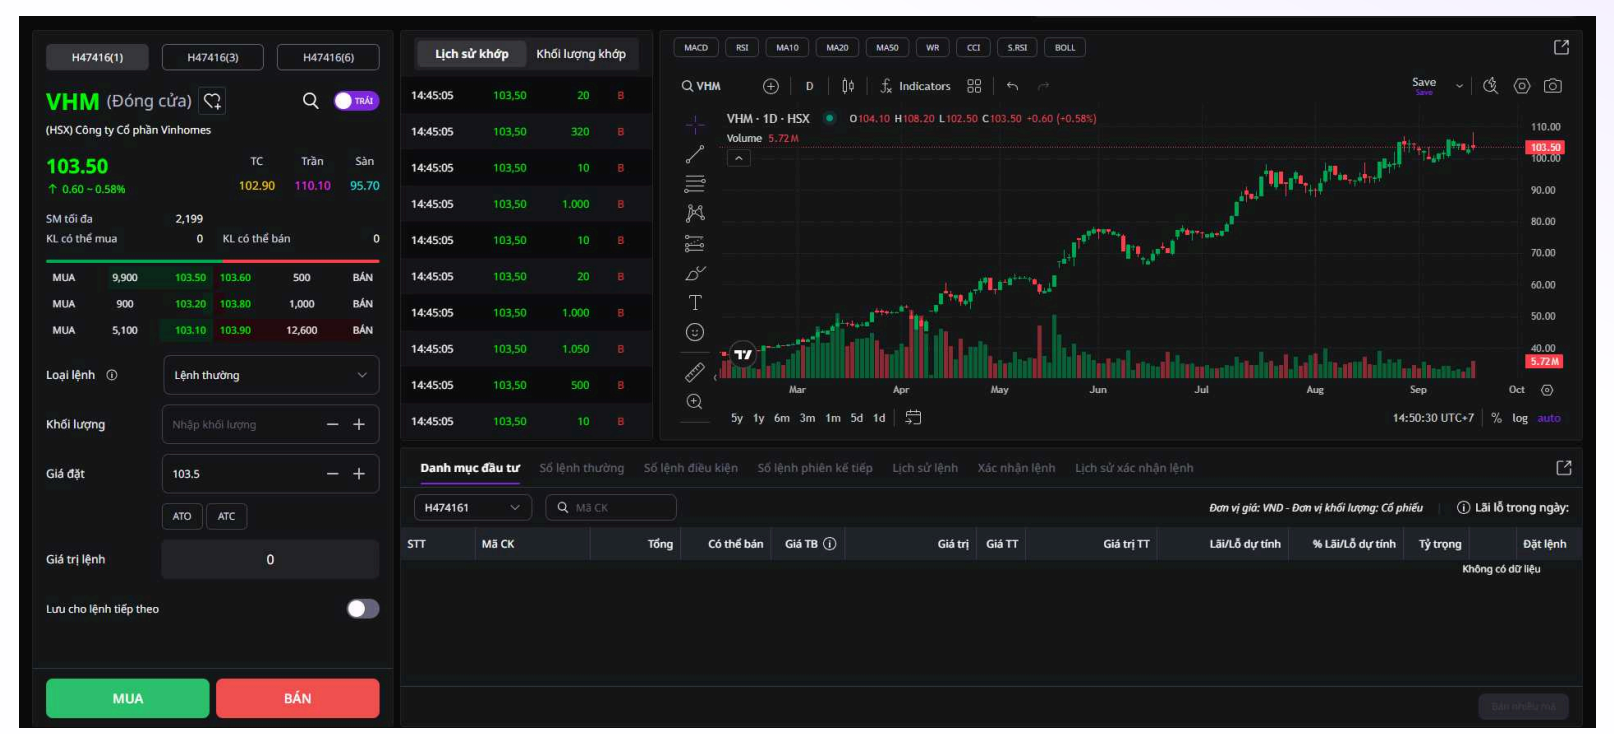 H47416(1) H47416(3) H47416(6)
VHM (Đóng cửa) TRÁI
(HSX) Công ty Cổ phần Vinhomes
103.50 TC Trần Sàn
↑ 0.60 ~ 0.58% 102.90 110.10 95.70
SM tối đa 2,199
KL có thể mua 0 KL có thể bán 0
MUA 9,900 103.50 103.60 500 BÁN
MUA 900 103.20 103.80 1,000 BÁN
MUA 5,100 103.10 103.90 12,600 BÁN
Loại lệnh Lệnh thường
Khối lượng Nhập khối lượng − +
Giá đặt 103.5 − +
ATO ATC
Giá trị lệnh 0
Lưu cho lệnh tiếp theo
MUA BÁN
Lịch sử khớp Khối lượng khớp
14:45:05 103,50 20 B
14:45:05 103,50 320 B
14:45:05 103,50 10 B
14:45:05 103,50 1.000 B
14:45:05 103,50 10 B
14:45:05 103,50 20 B
14:45:05 103,50 1.000 B
14:45:05 103,50 1.050 B
14:45:05 103,50 500 B
14:45:05 103,50 10 B
MACD RSI MA10 MA20 MA50 WR CCI S.RSI BOLL
VHM D Indicators Save
Save
VHM · 1D · HSX O104.10 H108.20 L102.50 C103.50 +0.60 (+0.58%)
Volume 5.72M
110.00
103.50
100.00
90.00
80.00
70.00
60.00
50.00
40.00
5.72M
Mar Apr May Jun Jul Aug Sep Oct
5y 1y 6m 3m 1m 5d 1d 14:50:30 UTC+7 % log auto
Danh mục đầu tư Sổ lệnh thường Sổ lệnh điều kiện Sổ lệnh phiên kế tiếp Lịch sử lệnh Xác nhận lệnh Lịch sử xác nhận lệnh
H474161 Mã CK Đơn vị giá: VND - Đơn vị khối lượng: Cổ phiếu Lãi lỗ trong ngày:
STT Mã CK Tổng Có thể bán Giá TB Giá trị Giá TT Giá trị TT Lãi/Lỗ dự tính % Lãi/Lỗ dự tính Tỷ trọng Đặt lệnh
Không có dữ liệu
Bán nhiều mã